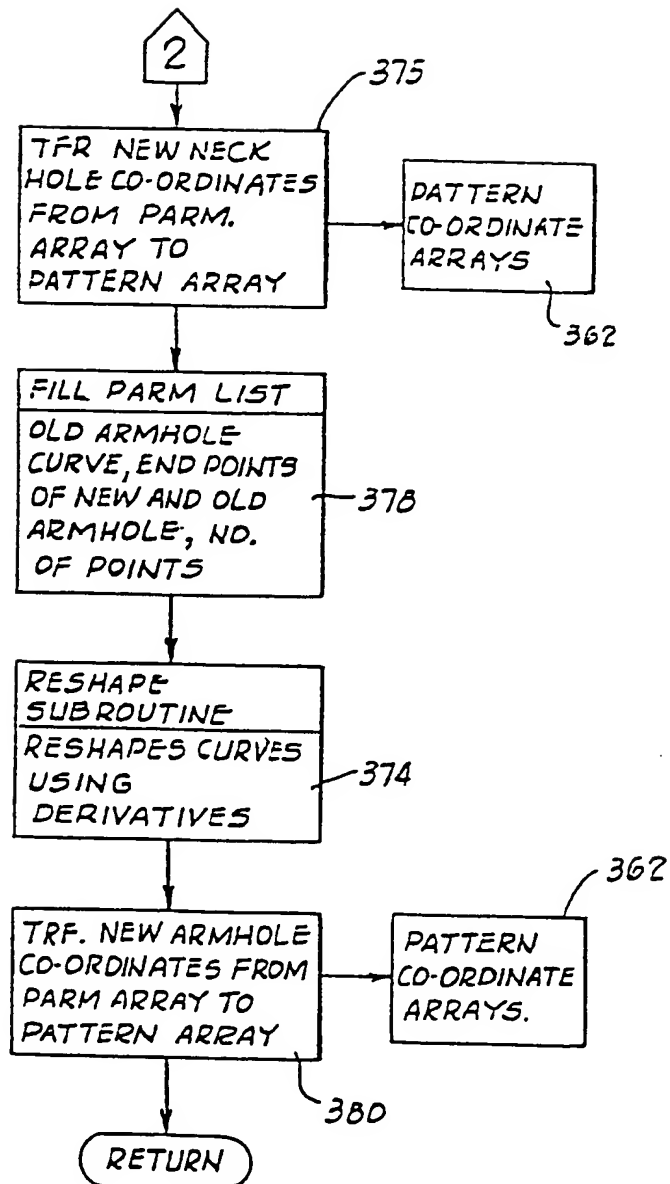 2
375
TFR NEW NECK
HOLE CO-ORDINATES
FROM PARM.
ARRAY TO
PATTERN ARRAY
PATTERN
CO-ORDINATE
ARRAYS
362
FILL PARM LIST
OLD ARMHOLE
CURVE, END POINTS
OF NEW AND OLD
ARMHOLE, NO.
OF POINTS
378
RESHAPE
SUBROUTINE
RESHAPES CURVES
USING
DERIVATIVES
374
362
TRF. NEW ARMHOLE
CO-ORDINATES FROM
PARM ARRAY TO
PATTERN ARRAY
PATTERN
CO-ORDINATE
ARRAYS.
380
RETURN